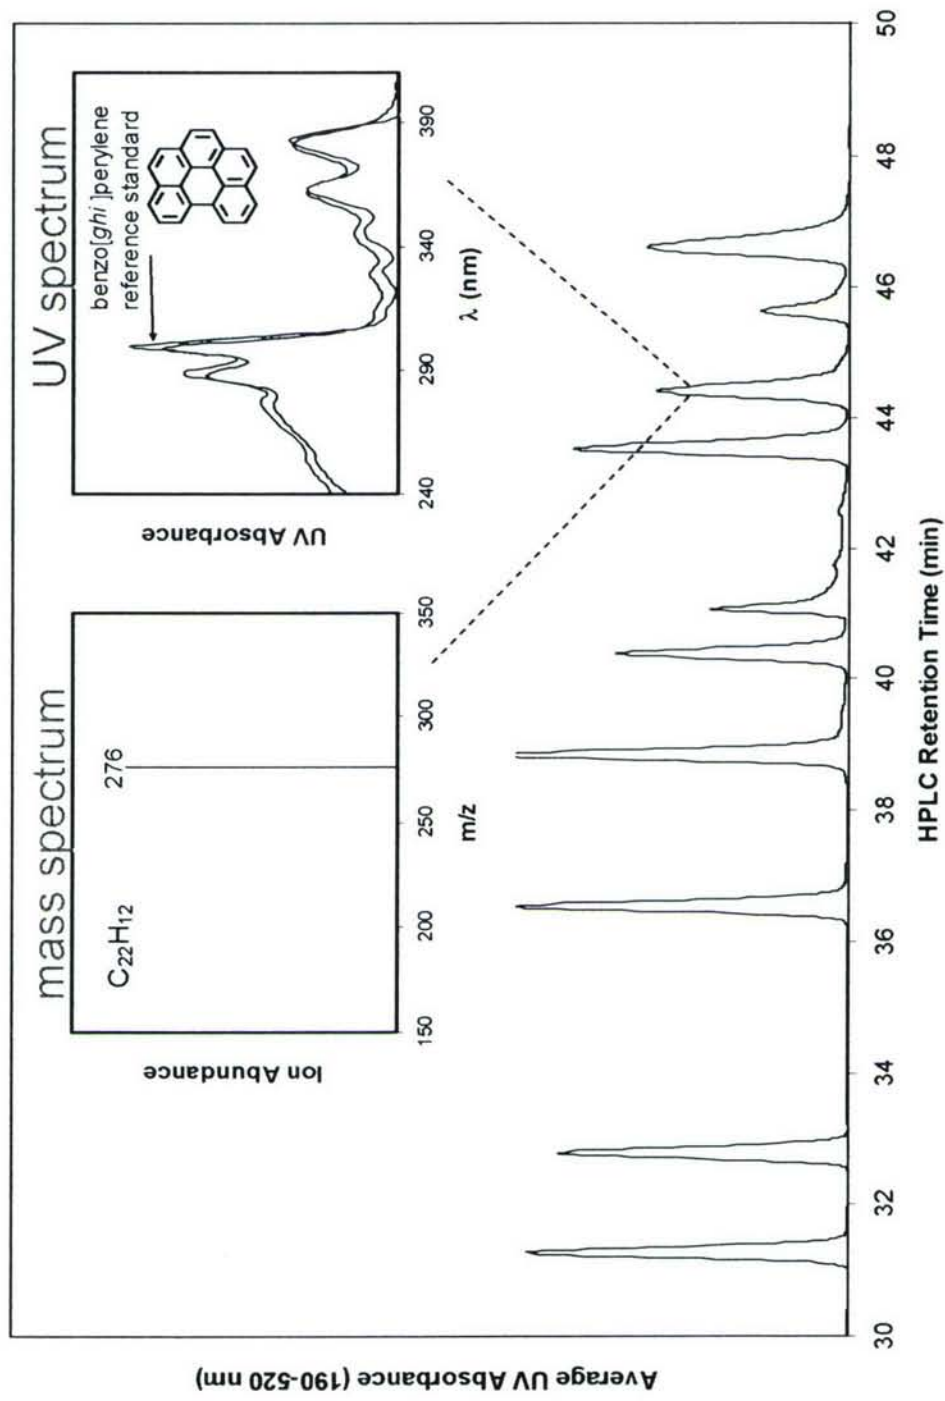 mass spectrum
C22H12
276
Ion Abundance
150 200 250 300 350
m/z
UV spectrum
benzo[ghi]perylene
reference standard
UV Absorbance
240 290 340 390
λ (nm)
Average UV Absorbance (190-520 nm)
30 32 34 36 38 40 42 44 46 48 50
HPLC Retention Time (min)